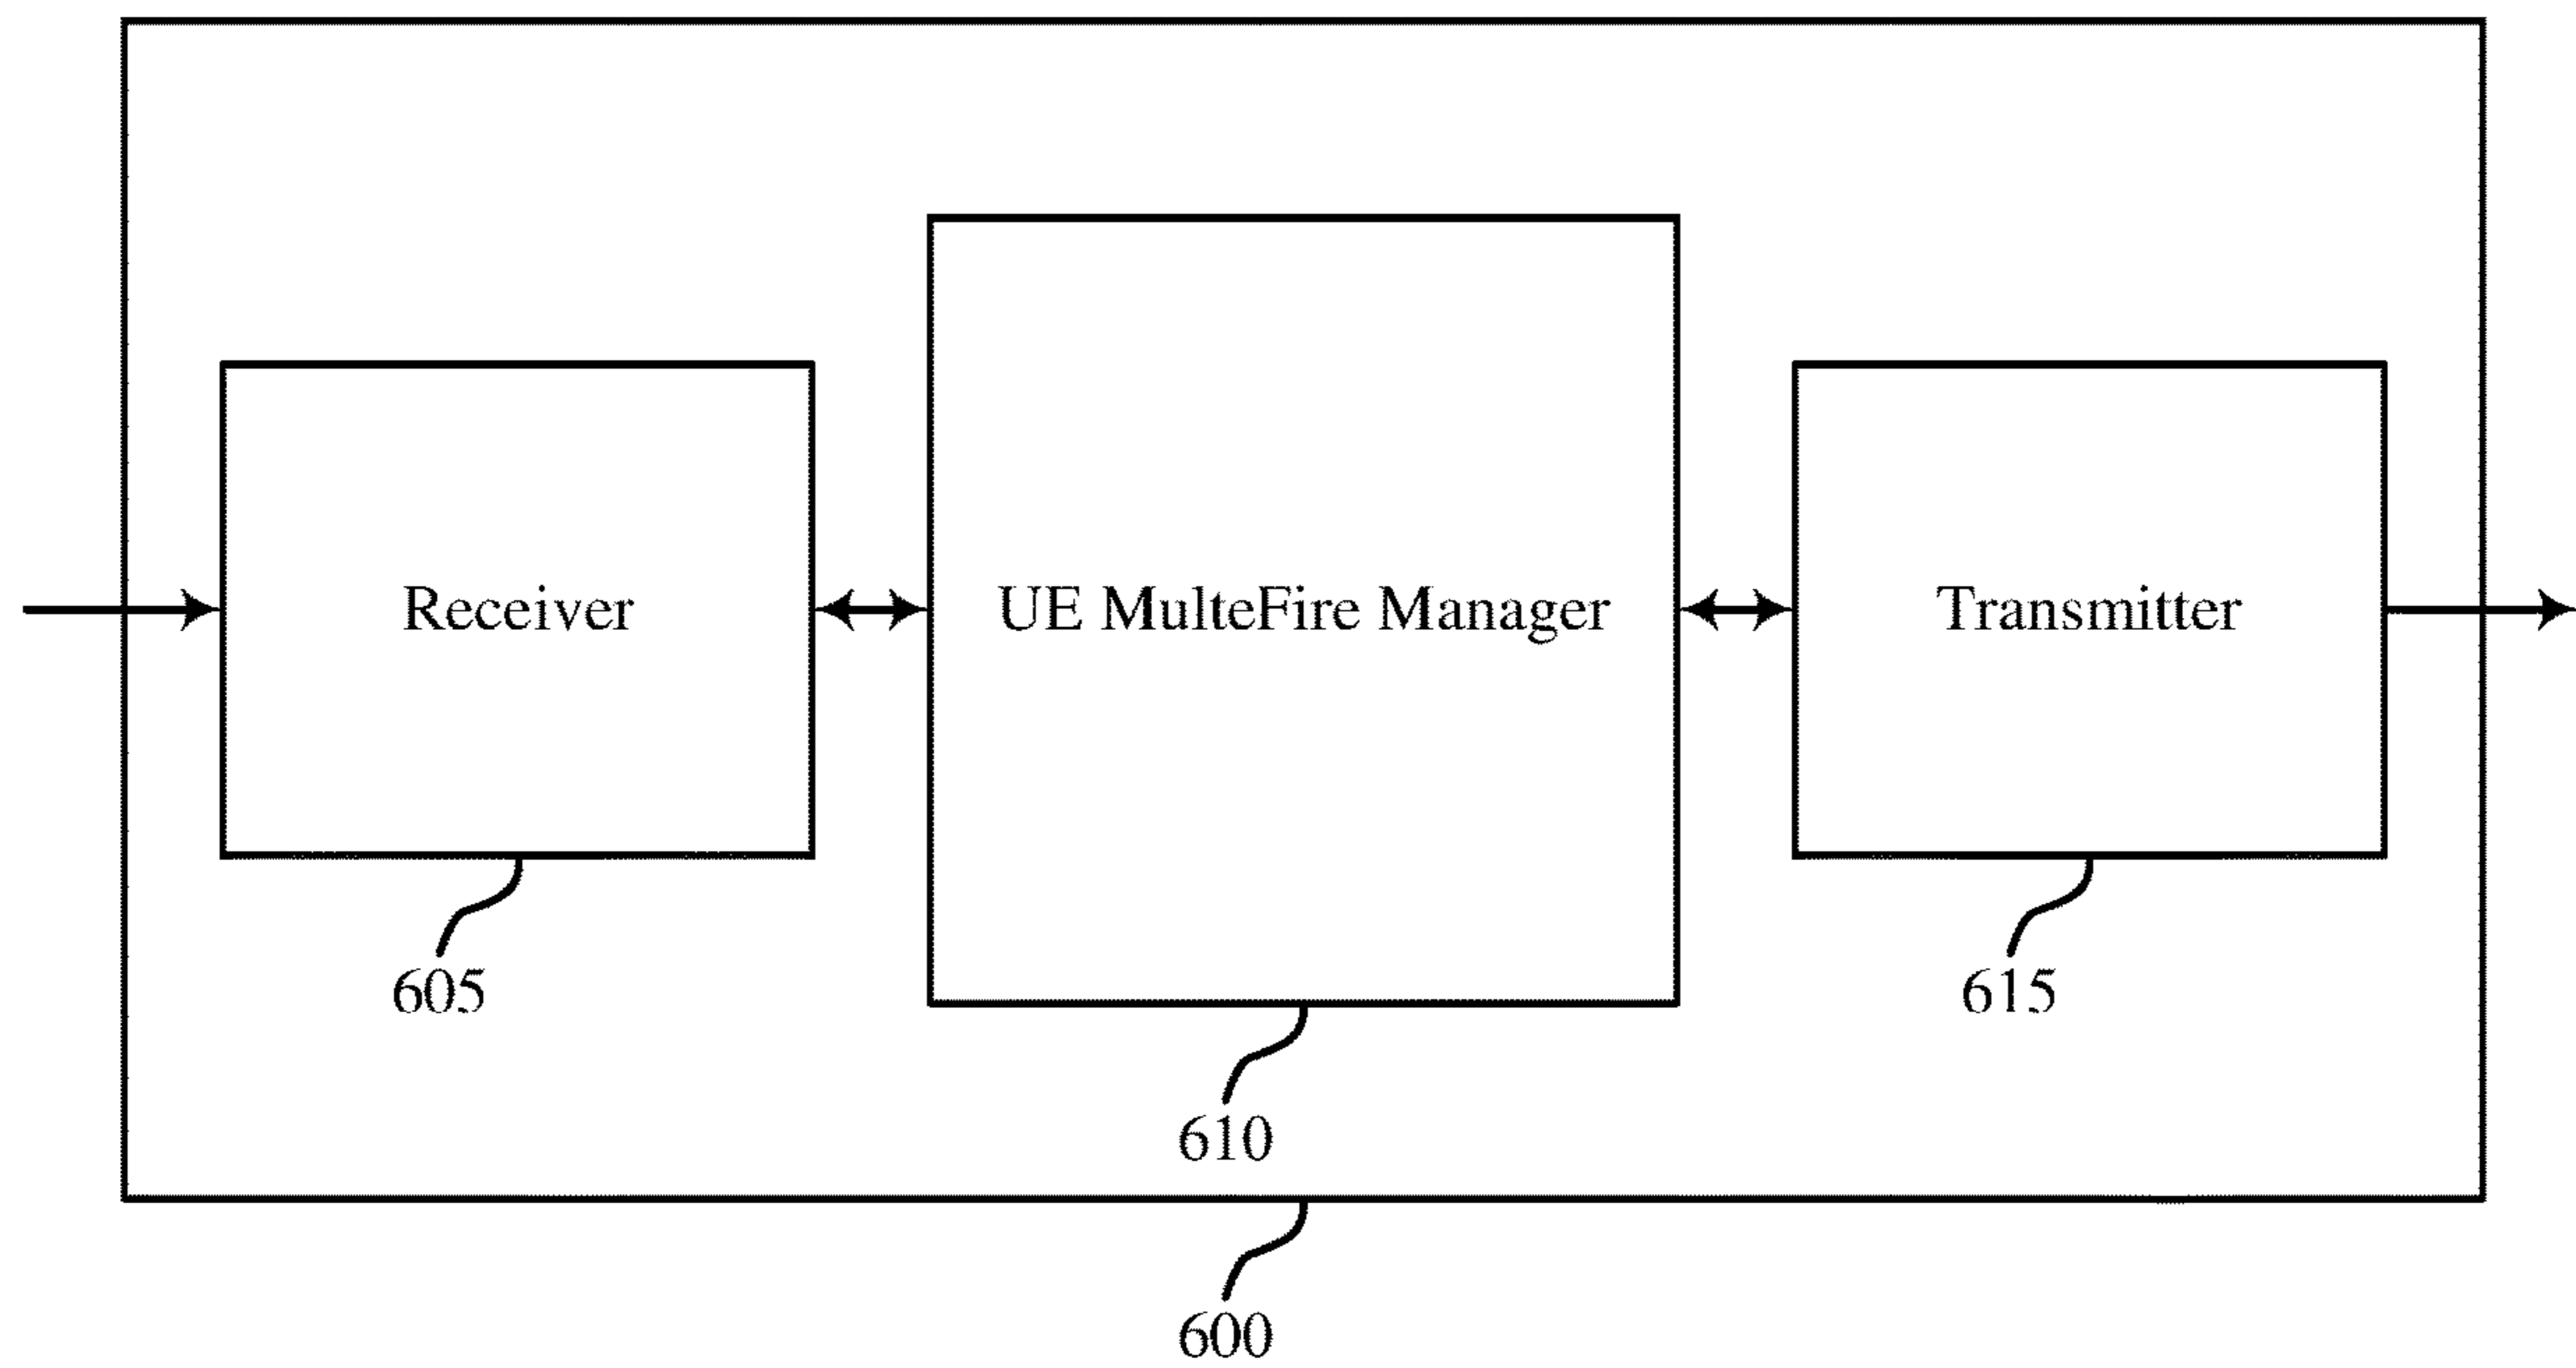 Receiver
UE MulteFire Manager
Transmitter
605
615
610
600